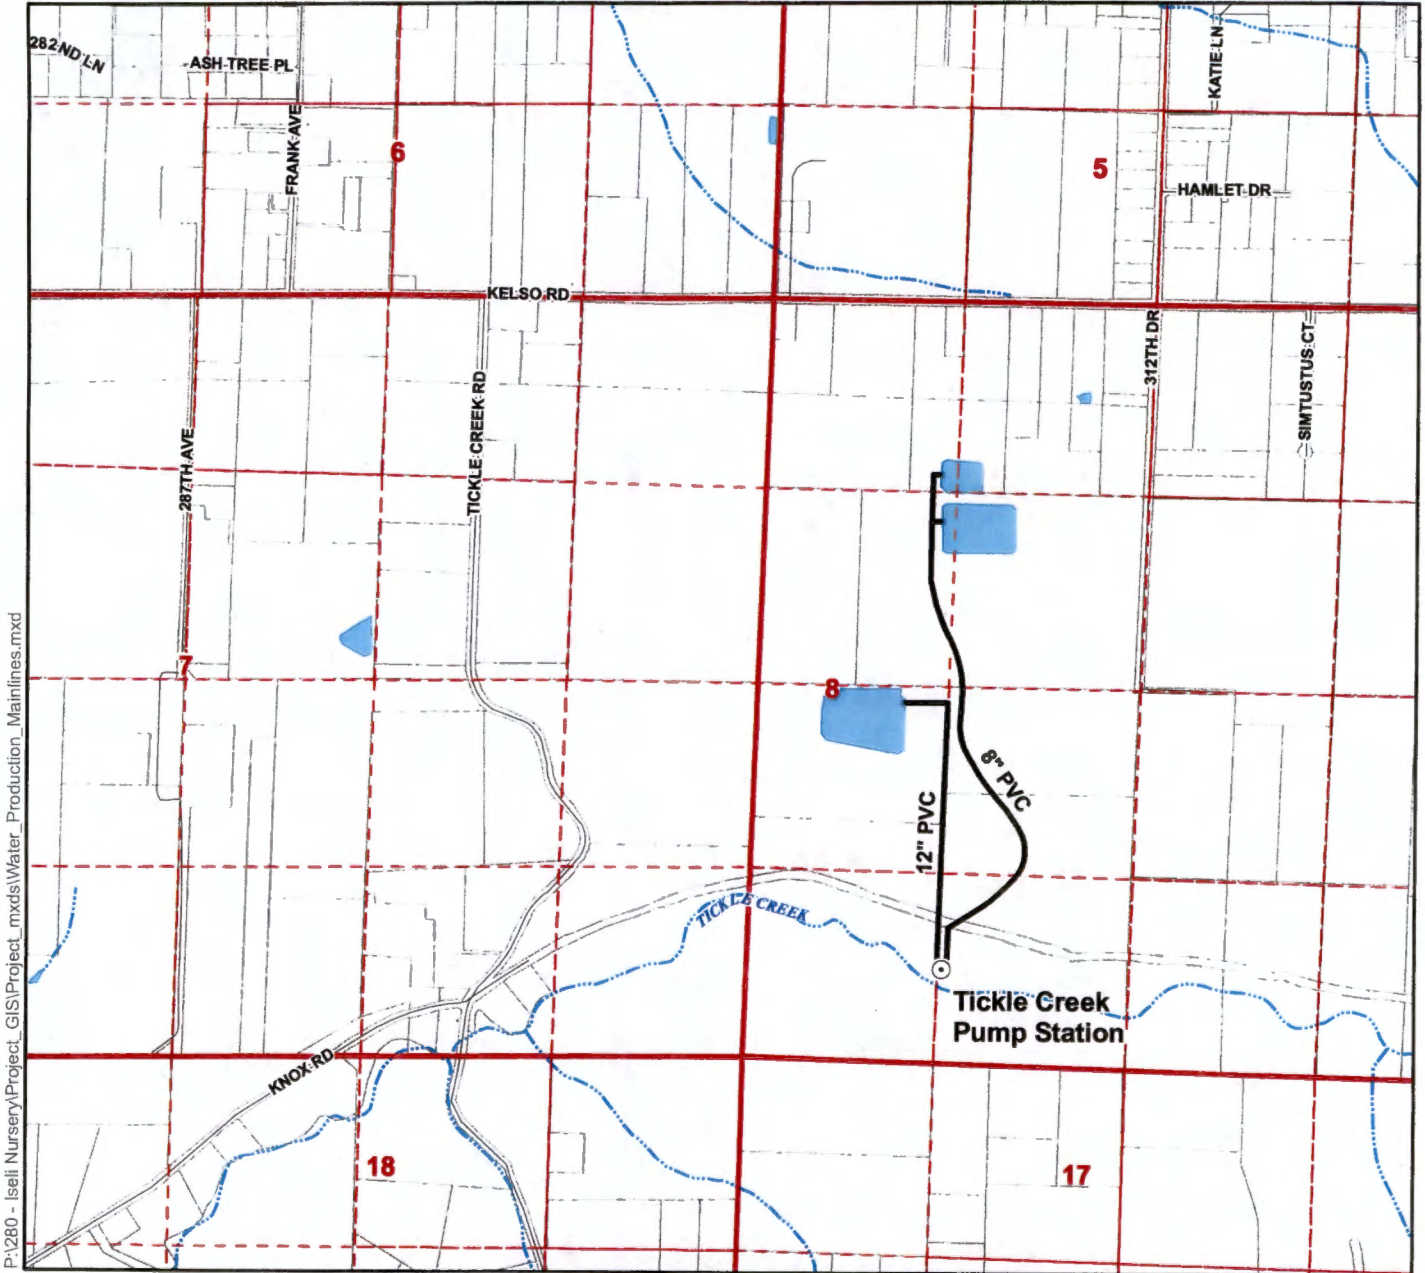 282 ND LN
ASH TREE PL
KATIE LN
FRANK AVE
6
5
HAMLET DR
KELSO RD
312TH DR
SIMTUSTUS CT
TICKLE CREEK RD
287TH AVE
7
8
8" PVC
12" PVC
TICKLE CREEK
Tickle Creek
Pump Station
KNOX RD
18
17
P:\280 - Iseli Nursery\Project_GIS\Project_mxds\Water_Production_Mainlines.mxd